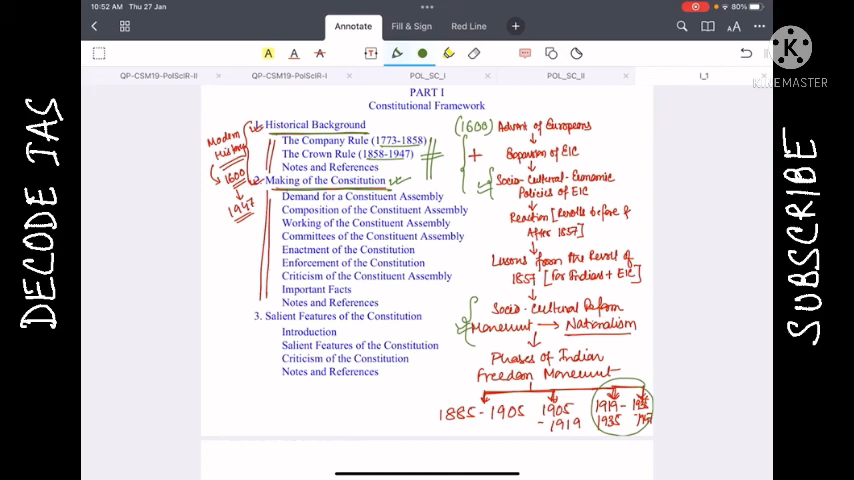 10:52 AM Thu 27 Jan
80%
Annotate
Fill & Sign
Red Line
QP-CSM19-PolSciR-II
QP-CSM19-PolSciR-I
POL_SC_I
POL_SC_II
I_1
KINEMASTER
DECODE IAS
SUBSCRIBE
PART I
Constitutional Framework
1. Historical Background
The Company Rule (1773-1858)
The Crown Rule (1858-1947)
Notes and References
2. Making of the Constitution
Demand for a Constituent Assembly
Composition of the Constituent Assembly
Working of the Constituent Assembly
Committees of the Constituent Assembly
Enactment of the Constitution
Enforcement of the Constitution
Criticism of the Constituent Assembly
Important Facts
Notes and References
3. Salient Features of the Constitution
Introduction
Salient Features of the Constitution
Criticism of the Constitution
Notes and References
Modern
History
1600
1947
(1600) Advent of Europeans
Expansion of EIC
Socio-Cultural-Economic
Policies of EIC
Reaction [Revolts before &
After 1857]
Lessons from the Revolt of
1857 [For Indians + EIC]
Socio-Cultural Reform
Movement → Nationalism
Phases of Indian
Freedom Movement
1885-1905
1905
-1919
1919-
1935